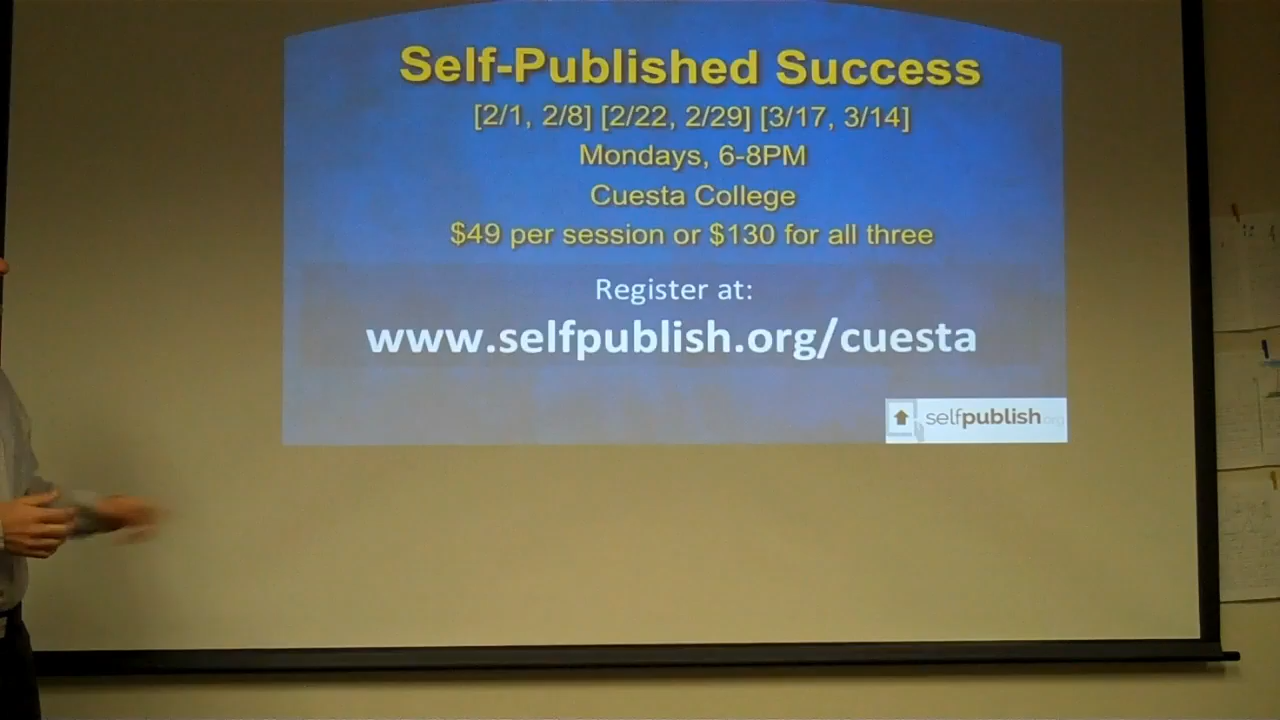 Self-Published Success
[2/1, 2/8] [2/22, 2/29] [3/17, 3/14]
Mondays, 6-8PM
Cuesta College
$49 per session or $130 for all three
Register at:
www.selfpublish.org/cuesta
selfpublish.org